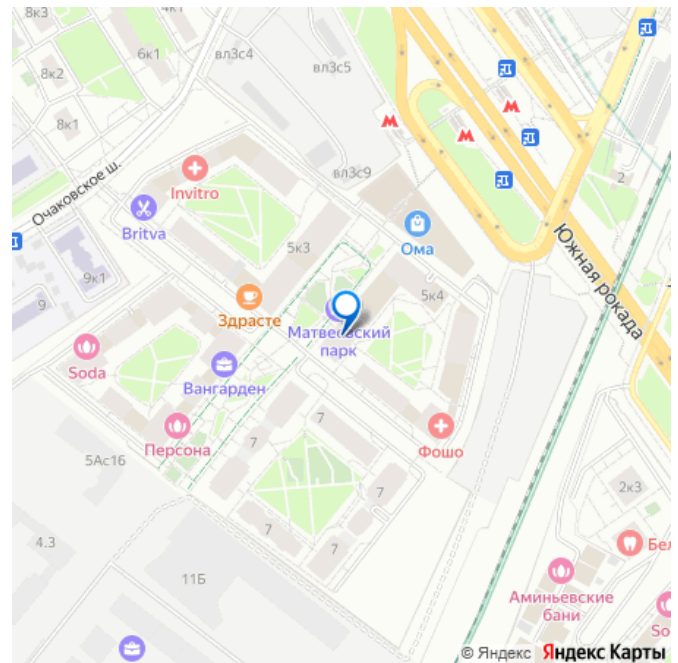 8к3
6к1
вл3с4
вл3с5
8к2
8к1
Invitro
вл3с9
2
Очаковское ш.
Britva
Ома
5к3
Южная рокада
9к1
9
Здрасте
5к4
Матвеевский
парк
Soda
Вангарден
7
Персона
7
Фошо
5Ас16
7
2к3
7
7
4.3
Бел
11Б
Аминьевские
бани
So
© Яндекс Яндекс Карты